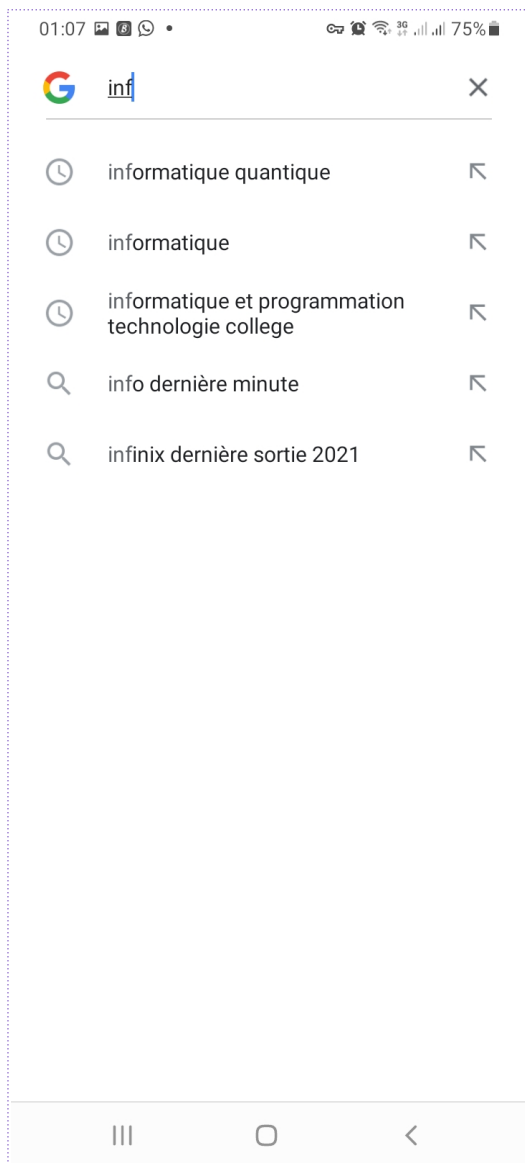 01:07
3G
75%
inf
informatique quantique
informatique
informatique et programmation
technologie college
info dernière minute
infinix dernière sortie 2021